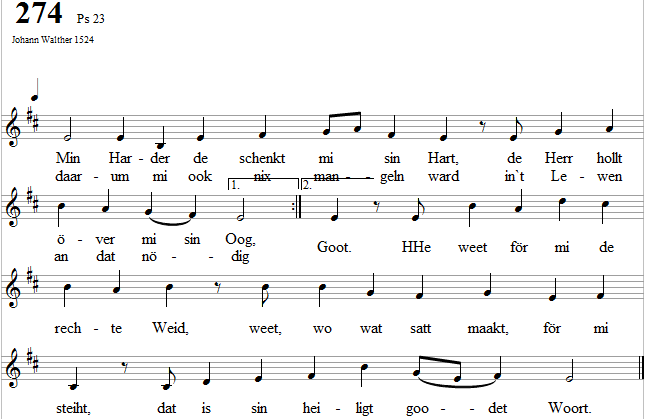 274 Ps 23
Johann Walther 1524
Min Har - der de schenkt mi sin Hart, de Herr hollt
daar - um mi ook nix man - - geln ward in`t Le - wen
1. 2.
ö - ver mi sin Oog, Goot. HHe weet för mi de
an dat nö - - dig
rech - te Weid, weet, wo wat satt maakt, för mi
steiht, dat is sin hei - ligt goo - det Woort.